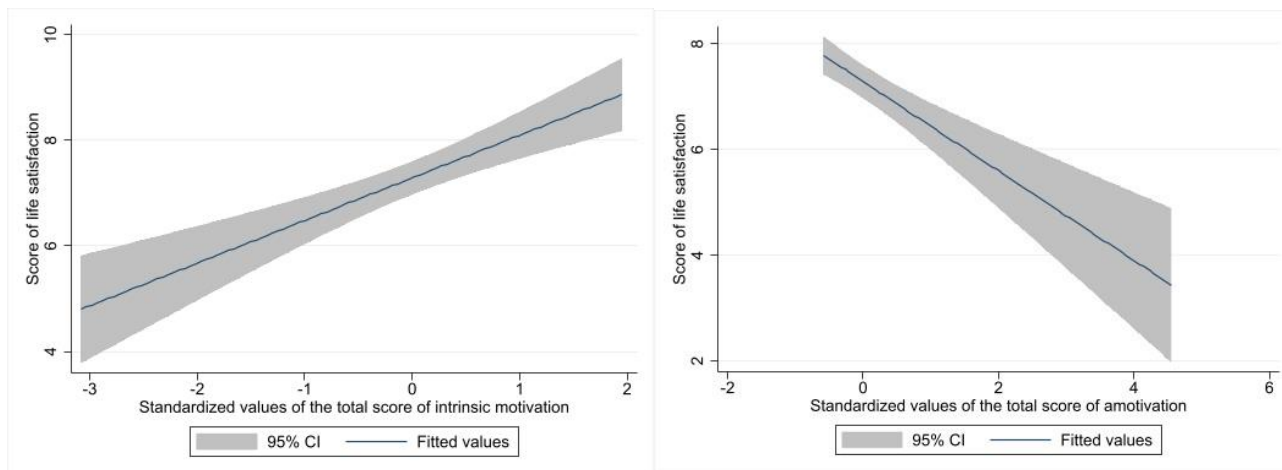 Score of life satisfaction
10
8
6
4
-3 -2 -1 0 1 2
Standardized values of the total score of intrinsic motivation
95% CI Fitted values
Score of life satisfaction
8
6
4
2
-2 0 2 4 6
Standardized values of the total score of amotivation
95% CI Fitted values